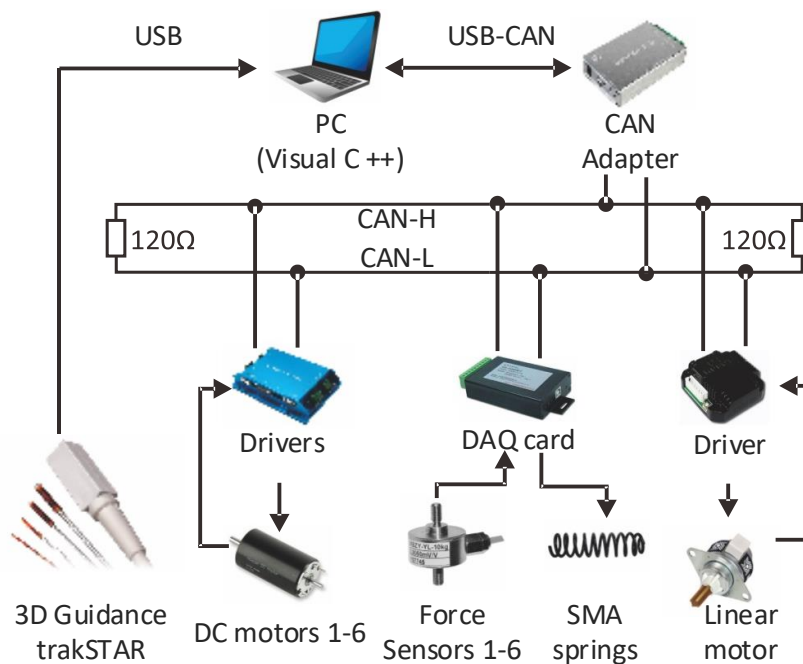 USB
USB-CAN
PC
(Visual C ++)
CAN
Adapter
CAN-H
120Ω
120Ω
CAN-L
Drivers
DAQ card
Driver
3D Guidance
trakSTAR
DC motors 1-6
Force
Sensors 1-6
SMA
springs
Linear
motor